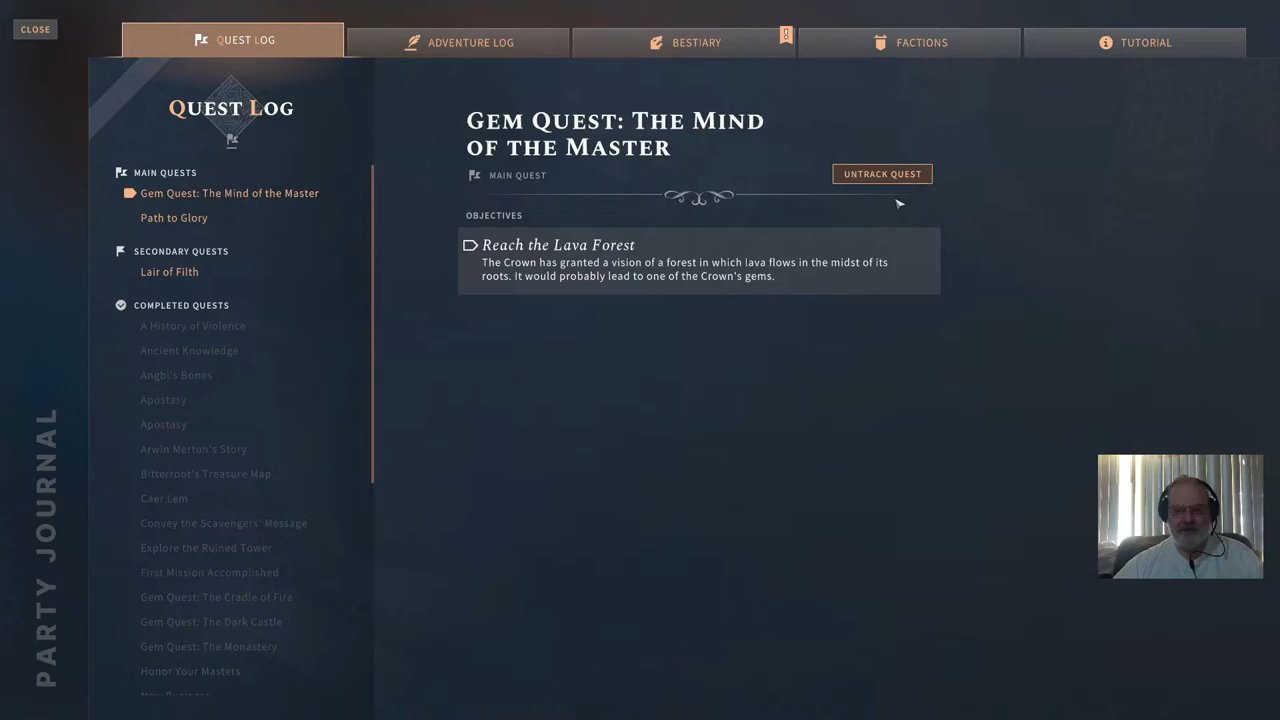 CLOSE
QUEST LOG
ADVENTURE LOG
BESTIARY
FACTIONS
TUTORIAL
QUEST LOG
MAIN QUESTS
Gem Quest: The Mind of the Master
Path to Glory
SECONDARY QUESTS
Lair of Filth
COMPLETED QUESTS
A History of Violence
Ancient Knowledge
Angbi's Bones
Apostasy
Apostasy
Arwin Merton's Story
Bitterroot's Treasure Map
Caer Lem
Convey the Scavengers' Message
Explore the Ruined Tower
First Mission Accomplished
Gem Quest: The Cradle of Fire
Gem Quest: The Dark Castle
Gem Quest: The Monastery
Honor Your Masters
PARTY JOURNAL
GEM QUEST: THE MIND
OF THE MASTER
MAIN QUEST
UNTRACK QUEST
OBJECTIVES
Reach the Lava Forest
The Crown has granted a vision of a forest in which lava flows in the midst of its
roots. It would probably lead to one of the Crown's gems.